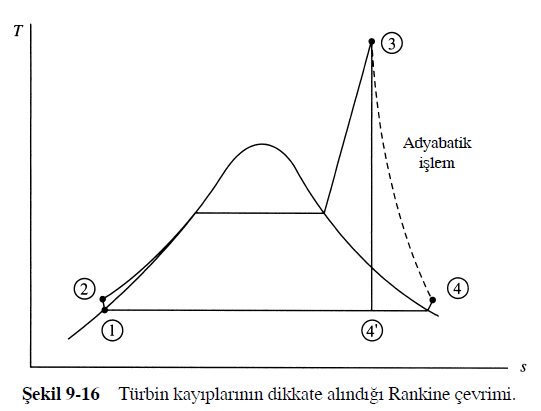 T
③
Adyabatik
işlem
②
④
①
④'
s
Şekil 9-16 Türbin kayıplarının dikkate alındığı Rankine çevrimi.